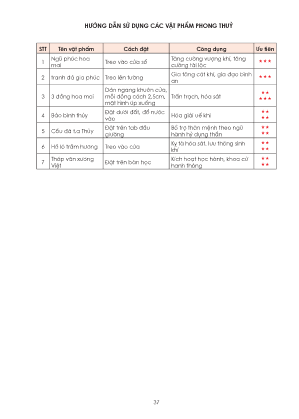 HƯỚNG DẪN SỬ DỤNG CÁC VẬT PHẨM PHONG THUỶ
STT Tên vật phẩm Cách đặt Công dụng Ưu tiên
1 Ngũ phúc hoa mai Treo vào cửa sổ Tăng cường vượng khí, tăng cường tài lộc ★★★
2 tranh đá gia phúc Treo lên tường Gia tăng cát khí, gia đạo bình an ★★★
3 3 đồng hoa mai Dán ngang khuôn cửa, mỗi đồng cách 2,5cm, mặt hình úp xuống Trấn trạch, hóa sát ★★ ★★★
4 Bảo bình thủy Đặt dưới đất, đổ nước vào Hóa giải uế khí ★★ ★★
5 Cầu đá Tụ Thủy Đặt trên táp đầu giường Bổ trợ thân mệnh theo ngũ hành hỷ dụng thần ★★ ★★
6 Hồ lô trầm hương Treo vào cửa Kỵ tà hóa sát, lưu thông sinh khí ★★ ★★
7 Tháp văn xương Việt Đặt trên bàn học Kích hoạt học hành, khoa cử hanh thông ★★ ★★
37